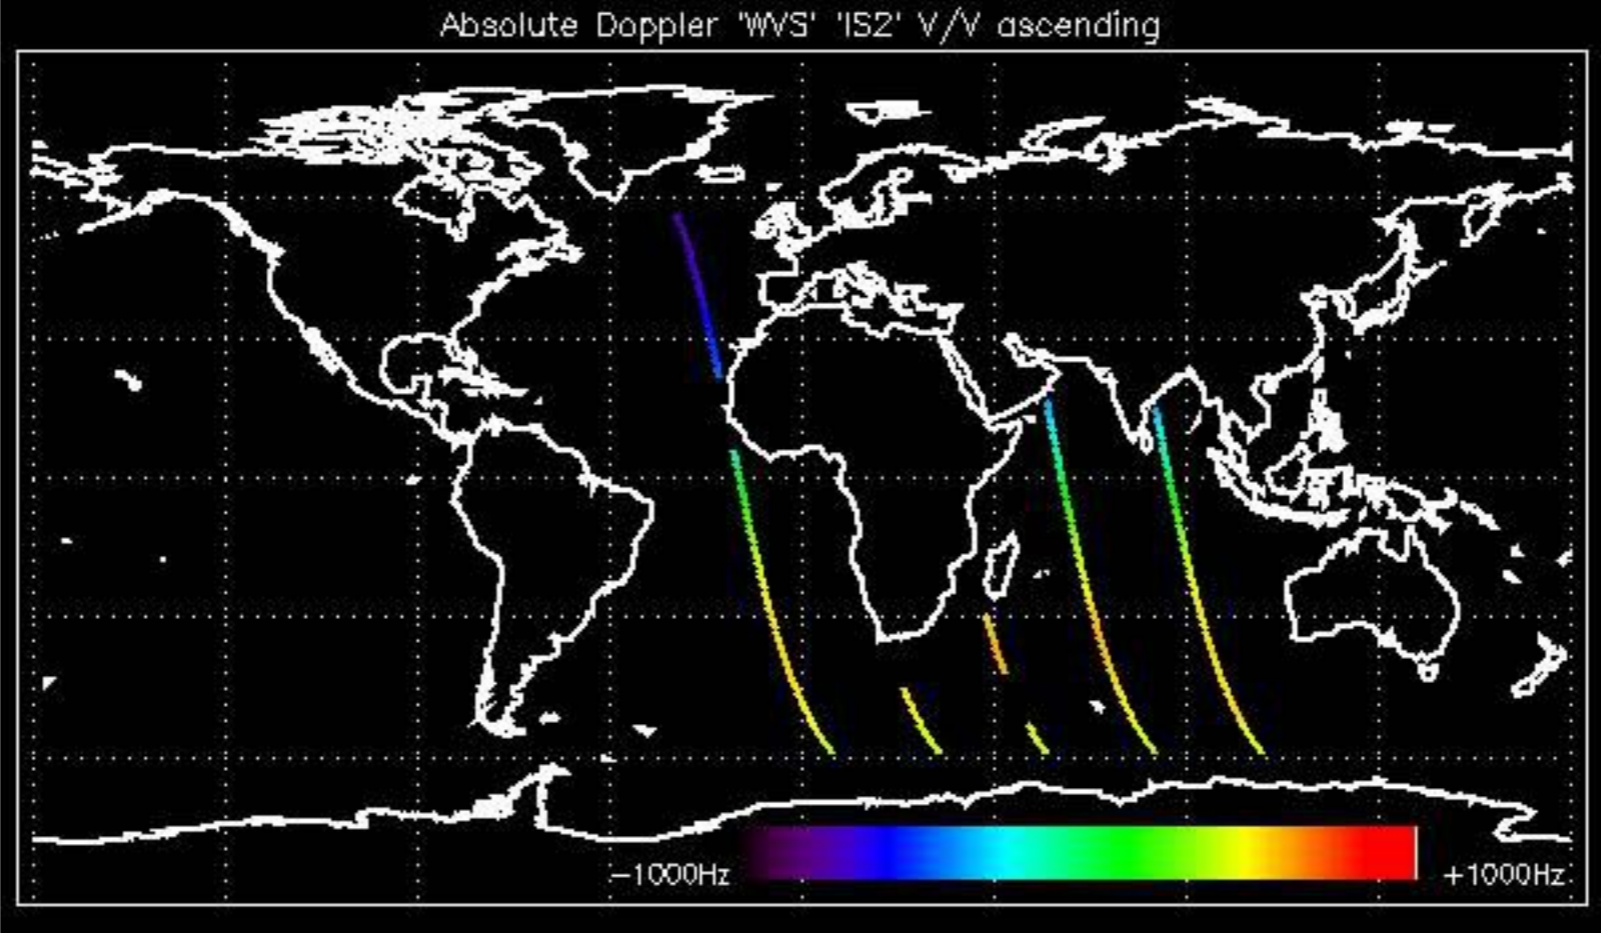 Absolute Doppler 'WVS' 'IS2' V/V ascending
−1000Hz +1000Hz